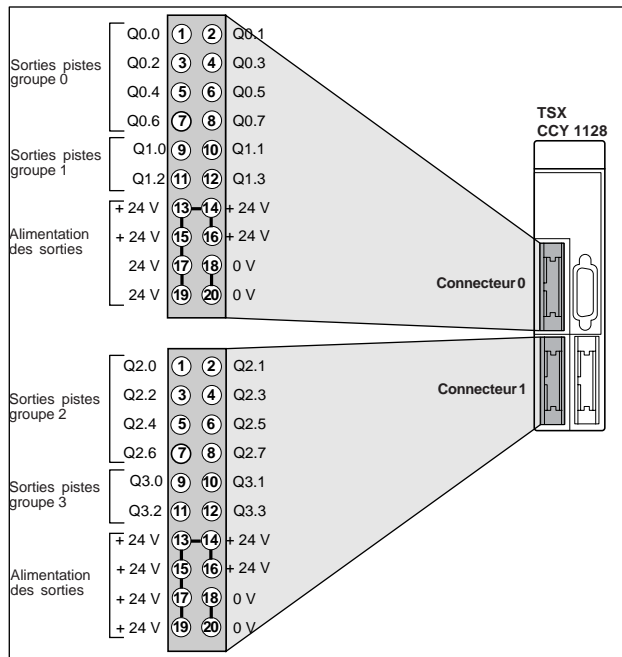 Q0.0 1 2 Q0.1
Sorties pistes groupe 0
Q0.2 3 4 Q0.3
Q0.4 5 6 Q0.5
Q0.6 7 8 Q0.7
Sorties pistes groupe 1
Q1.0 9 10 Q1.1
Q1.2 11 12 Q1.3
Alimentation des sorties
+ 24 V 13 14 + 24 V
+ 24 V 15 16 + 24 V
24 V 17 18 0 V
24 V 19 20 0 V
TSX
CCY 1128
Connecteur 0
Connecteur 1
Q2.0 1 2 Q2.1
Sorties pistes groupe 2
Q2.2 3 4 Q2.3
Q2.4 5 6 Q2.5
Q2.6 7 8 Q2.7
Sorties pistes groupe 3
Q3.0 9 10 Q3.1
Q3.2 11 12 Q3.3
+ 24 V 13 14 + 24 V
+ 24 V 15 16 + 24 V
Alimentation des sorties
+ 24 V 17 18 0 V
+ 24 V 19 20 0 V